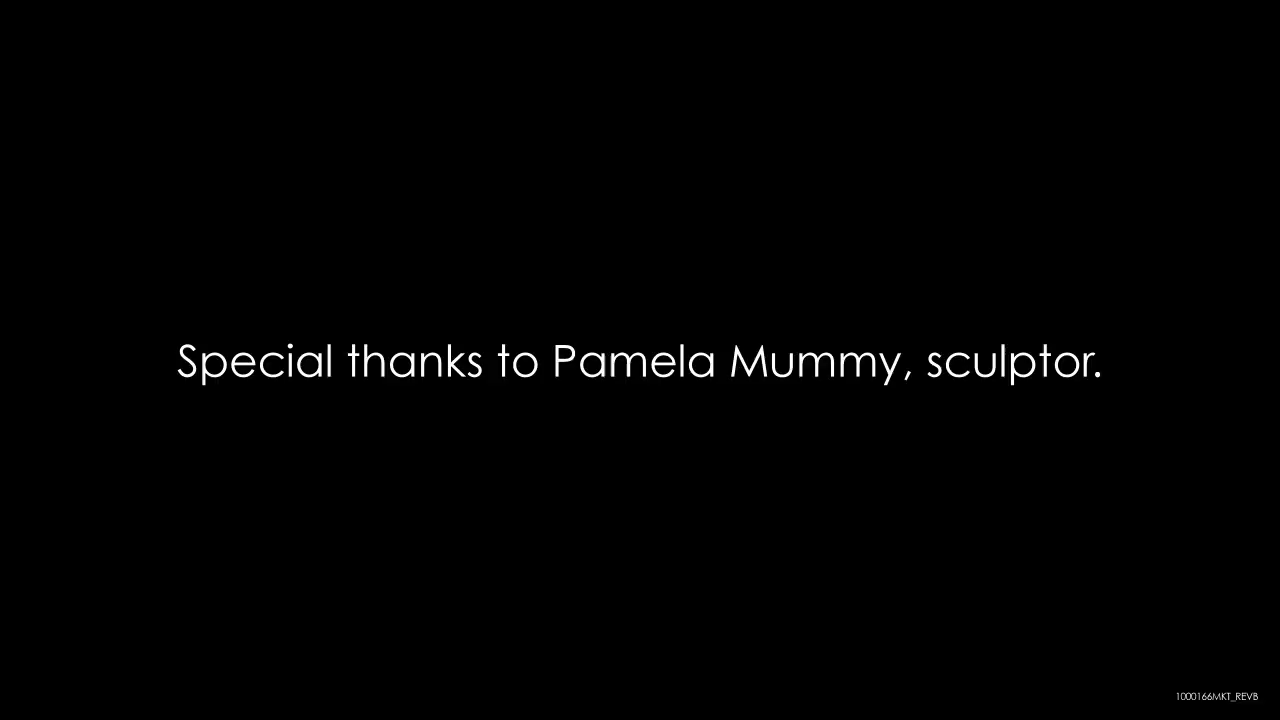 Special thanks to Pamela Mummy, sculptor.
1000166MKT_REVB